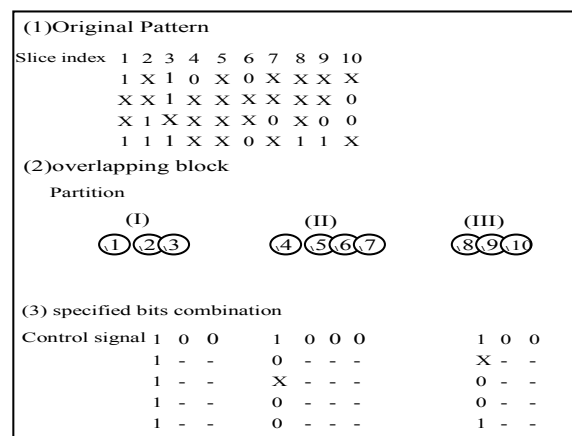 (1)Original Pattern
Slice index 1 2 3 4 5 6 7 8 9 10
1 X 1 0 X 0 X X X X
X X 1 X X X X X X 0
X 1 X X X X 0 X 0 0
1 1 1 X X 0 X 1 1 X
(2)overlapping block
Partition
(I) (II) (III)
1 2 3 4 5 6 7 8 9 10
(3) specified bits combination
Control signal 1 0 0 1 0 0 0 1 0 0
1 - - 0 - - - X - -
1 - - X - - - 0 - -
1 - - 0 - - - 0 - -
1 - - 0 - - - 1 - -